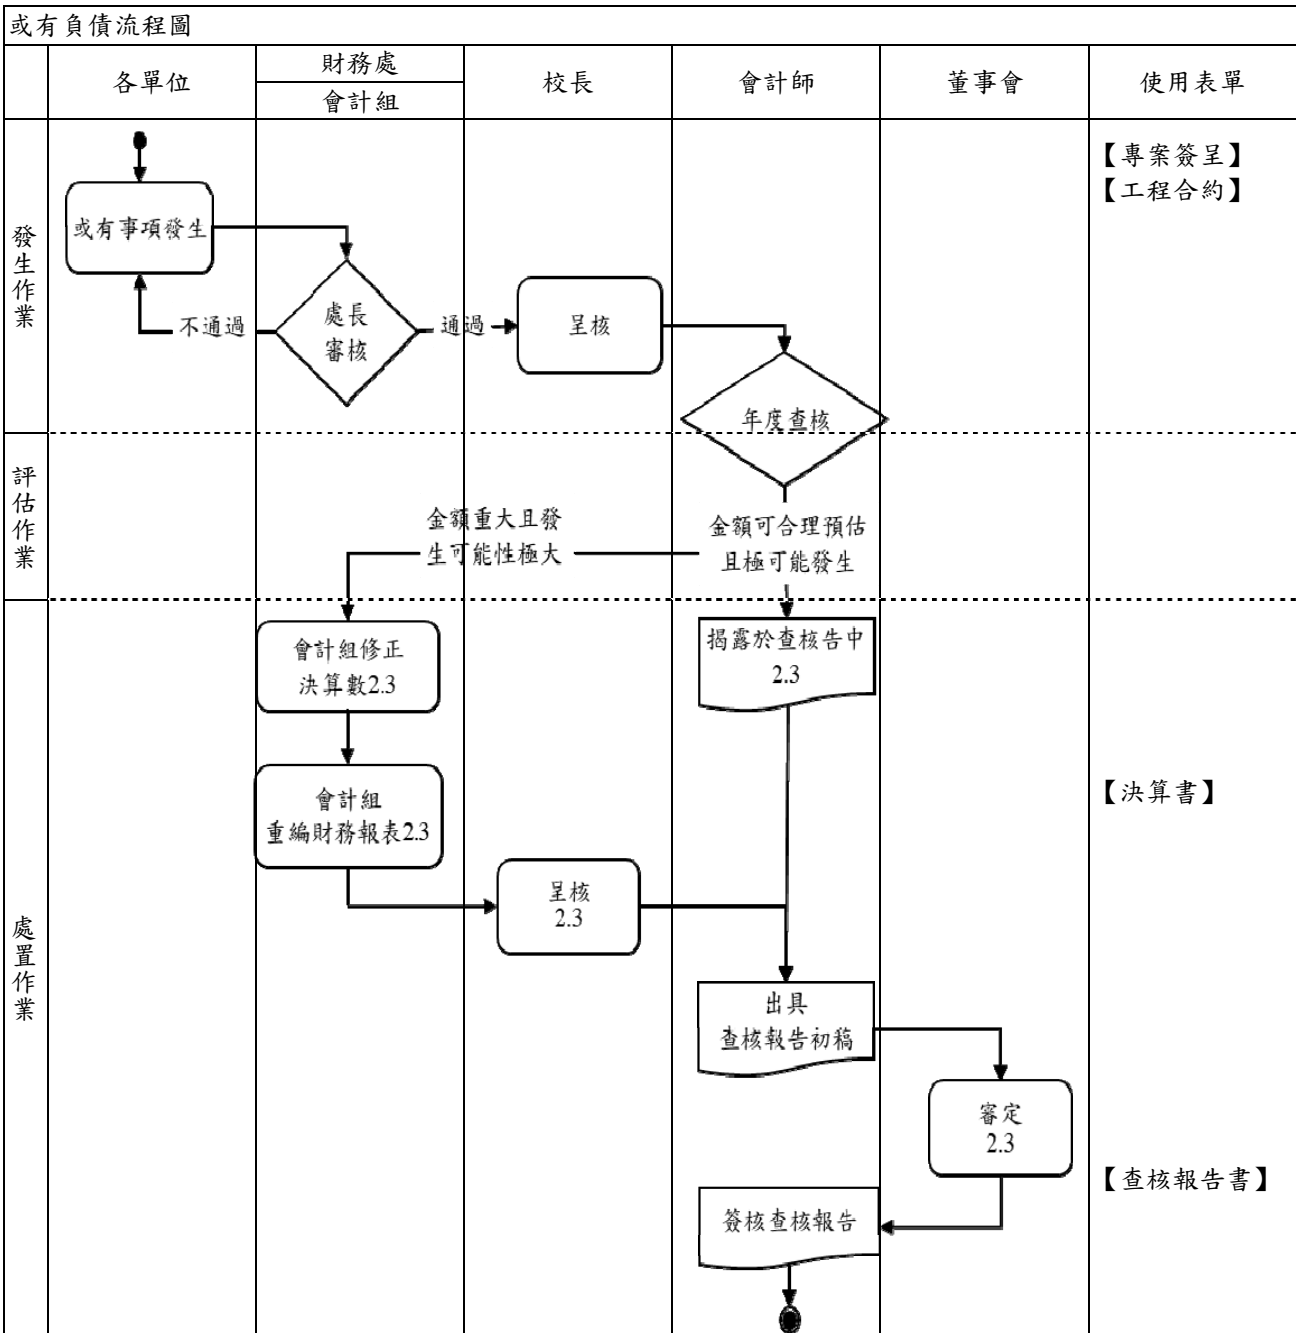 或有負債流程圖
各單位
財務處
會計組
校長
會計師
董事會
使用表單
發生作業
【專案簽呈】
【工程合約】
或有事項發生
處長
審核
不通過
通過
呈核
年度查核
評估作業
金額重大且發
生可能性極大
金額可合理預估
且極可能發生
處置作業
會計組修正
決算數2.3
揭露於查核告中
2.3
會計組
重編財務報表2.3
【決算書】
呈核
2.3
出具
查核報告初稿
審定
2.3
【查核報告書】
簽核查核報告